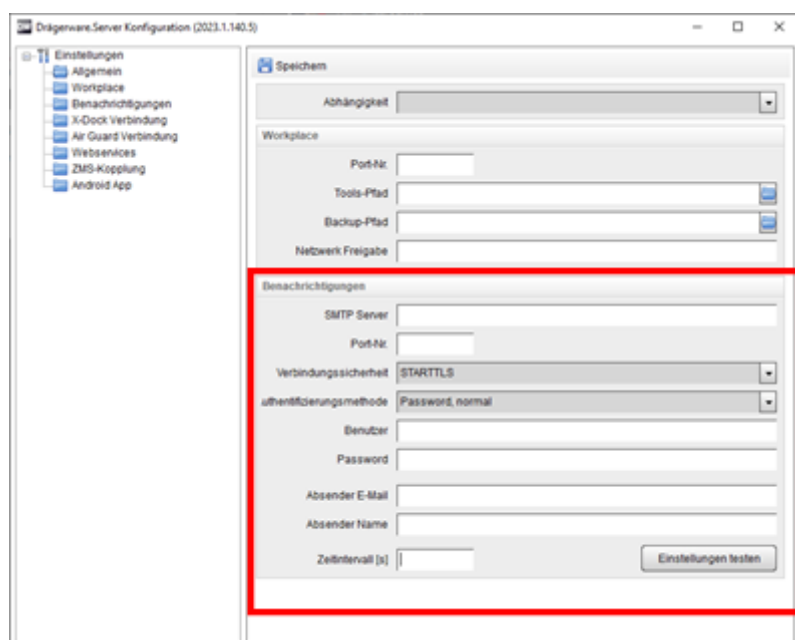 Drägerware.Server Konfiguration (2023.1.140.5)
Einstellungen
Allgemein
Workplace
Benachrichtigungen
X-Dock Verbindung
Air Guard Verbindung
Webservices
ZMS-Kopplung
Android App
Speichern
Abhängigkeit
Workplace
Port-Nr.
Tools-Pfad
Backup-Pfad
Netzwerk Freigabe
Benachrichtigungen
SMTP Server
Port-Nr.
Verbindungssicherheit STARTTLS
uthentifizierungsmethode Password, normal
Benutzer
Password
Absender E-Mail
Absender Name
Zeitintervall [s] Einstellungen testen